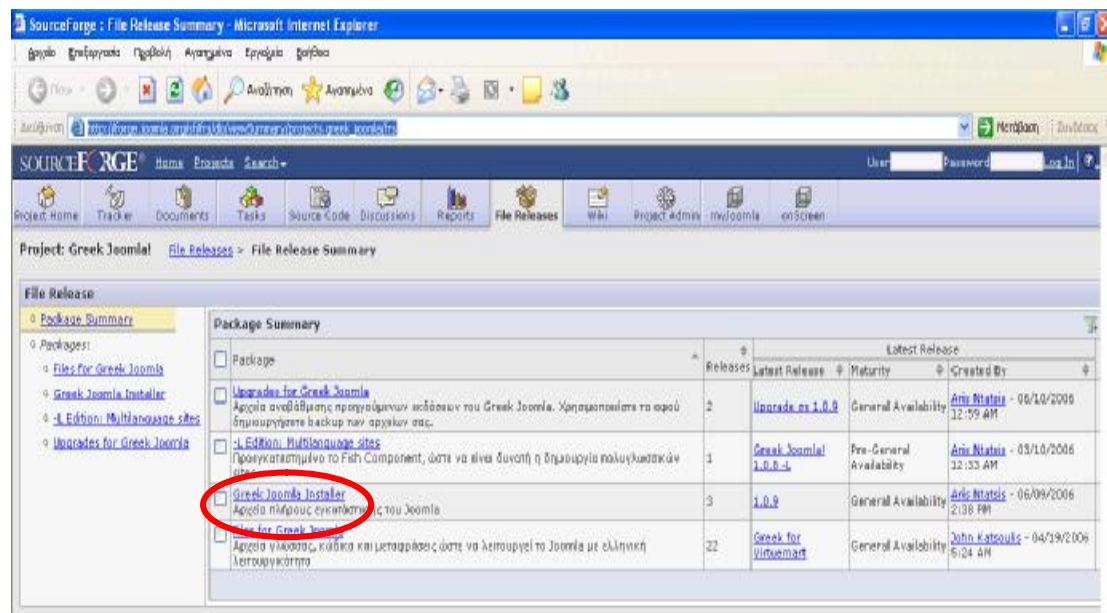 SourceForge : File Release Summary - Microsoft Internet Explorer
Αρχείο Επεξεργασία Προβολή Αγαπημένα Εργαλεία Βοήθεια
Αναζήτηση Αγαπημένα
Διεύθυνση Μετάβαση Συνδέσεις
SOURCEFORGE® Home Projects Search User Password Log In
Project Home Tracker Documents Tasks Source Code Discussions Reports File Releases Wiki Project Admin myJoomla onScreen
Project: Greek Joomla! File Releases > File Release Summary
File Release
Package Summary
Packages:
Files for Greek Joomla
Greek Joomla Installer
-L Edition: Multilanguage sites
Upgrades for Greek Joomla
Package Summary
Package Releases Latest Release
Latest Release Maturity Created By
Upgrades for Greek Joomla
Αρχεία αναβάθμισης προηγούμενων εκδόσεων του Greek Joomla. Χρησιμοποιείστε τα αφού
δημιουργήσετε backup των αρχείων σας.
2 Upgrade σε 1.0.9 General Availability Aris Ntatsis - 06/10/2006
12:59 AM
-L Edition: Multilanguage sites
Προεγκατεστημένο το Fish Component, ώστε να είναι δυνατή η δημιουργία πολυγλωσσικών
sites
1 Greek Joomla!
1.0.8 -L
Pre-General
Availability
Aris Ntatsis - 03/10/2006
12:33 AM
Greek Joomla Installer
Αρχεία πλήρους εγκατάστασης του Joomla
3 1.0.9 General Availability Aris Ntatsis - 06/09/2006
2:38 PM
Files for Greek Joomla
Αρχεία γλώσσας, κώδικα και μεταφράσεις ώστε να λειτουργεί το Joomla με ελληνική
λειτουργικότητα
22 Greek for
Virtuemart
General Availability
John Katsoulis - 04/19/2006
5:24 AM